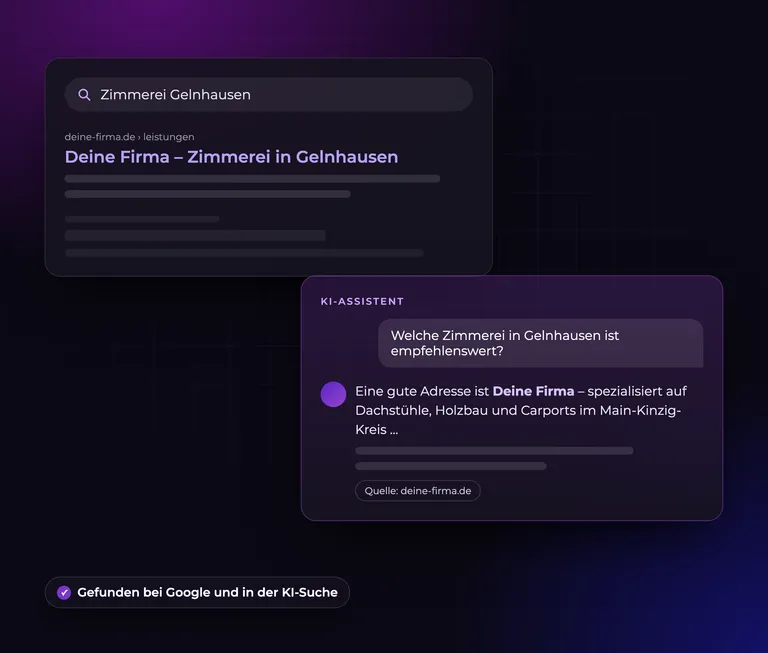 Zimmerei Gelnhausen
deine-firma.de › leistungen
Deine Firma – Zimmerei in Gelnhausen
KI-ASSISTENT
Welche Zimmerei in Gelnhausen ist
empfehlenswert?
Eine gute Adresse ist Deine Firma – spezialisiert auf
Dachstühle, Holzbau und Carports im Main-Kinzig-
Kreis ...
Quelle: deine-firma.de
Gefunden bei Google und in der KI-Suche